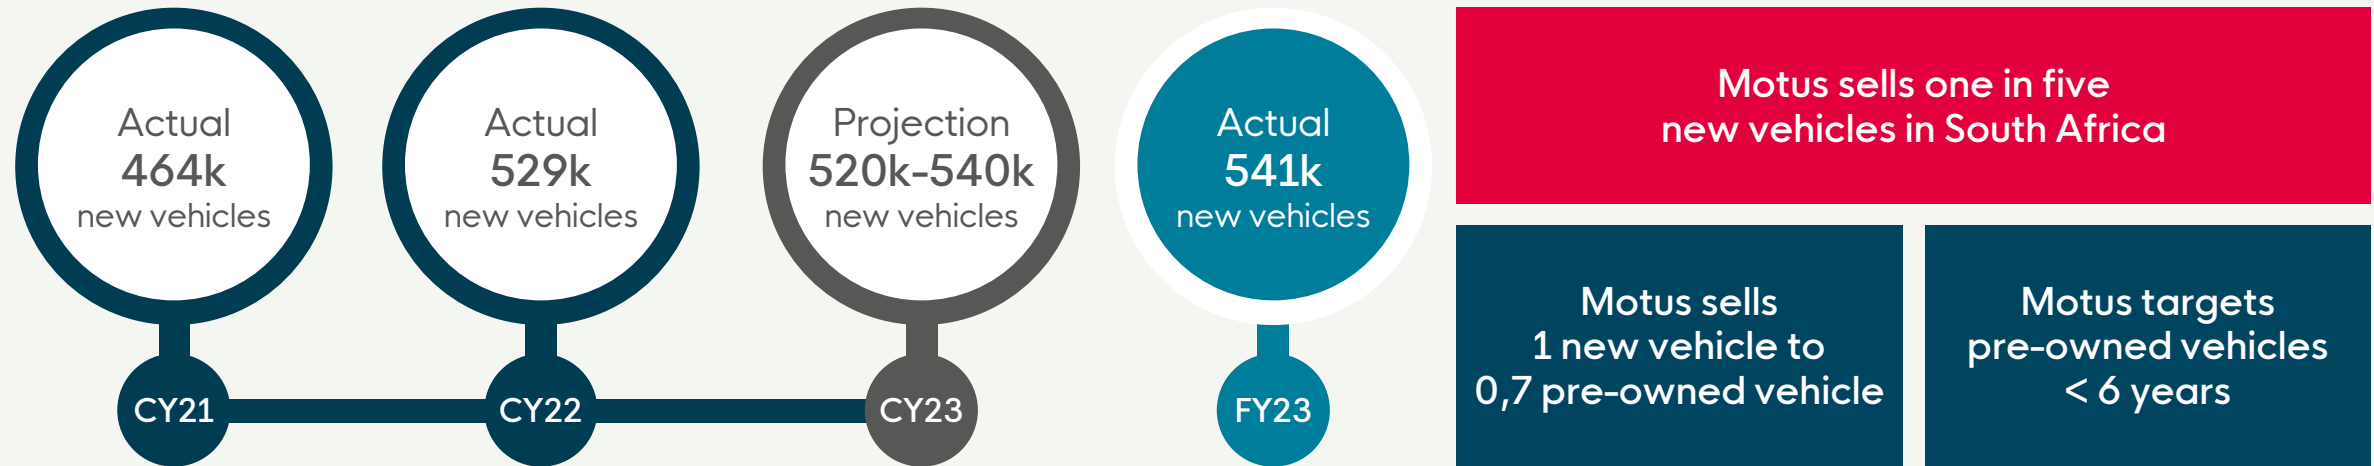 Actual
464k
new vehicles
CY21
Actual
529k
new vehicles
CY22
Projection
520k-540k
new vehicles
CY23
Actual
541k
new vehicles
FY23
Motus sells one in five
new vehicles in South Africa
Motus sells
1 new vehicle to
0,7 pre-owned vehicle
Motus targets
pre-owned vehicles
< 6 years